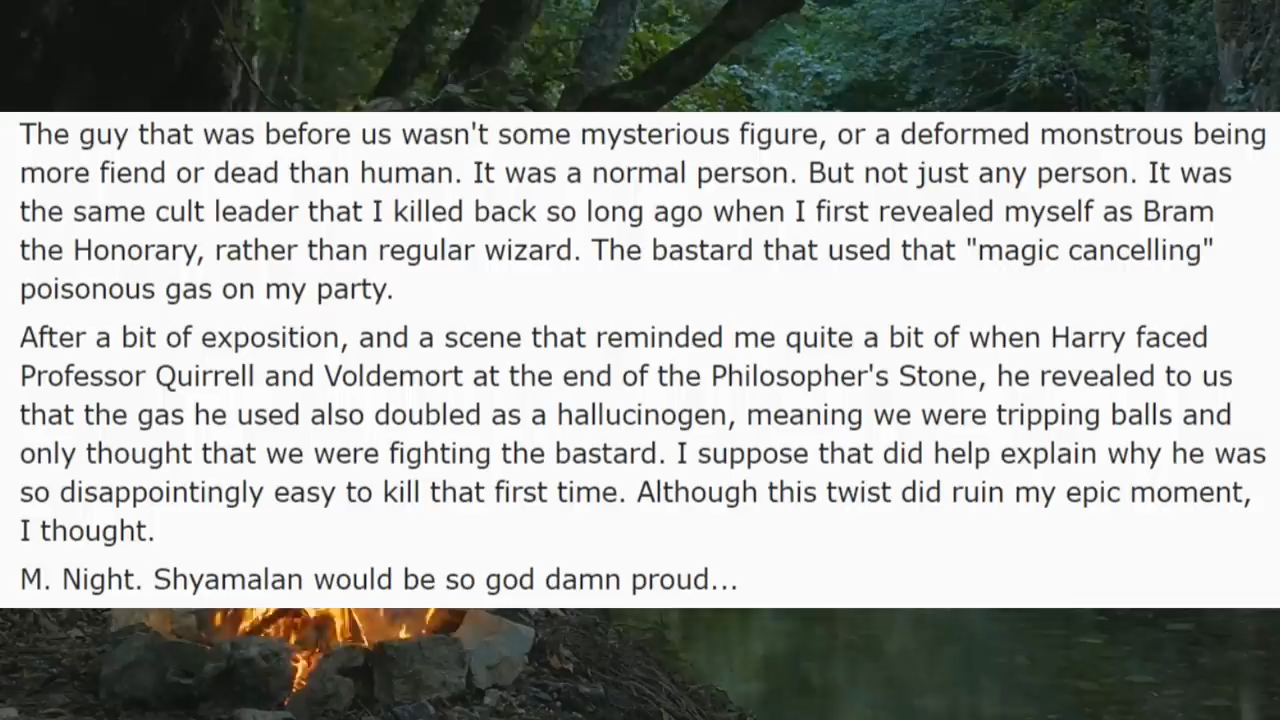 The guy that was before us wasn't some mysterious figure, or a deformed monstrous being
more fiend or dead than human. It was a normal person. But not just any person. It was
the same cult leader that I killed back so long ago when I first revealed myself as Bram
the Honorary, rather than regular wizard. The bastard that used that "magic cancelling"
poisonous gas on my party.
After a bit of exposition, and a scene that reminded me quite a bit of when Harry faced
Professor Quirrell and Voldemort at the end of the Philosopher's Stone, he revealed to us
that the gas he used also doubled as a hallucinogen, meaning we were tripping balls and
only thought that we were fighting the bastard. I suppose that did help explain why he was
so disappointingly easy to kill that first time. Although this twist did ruin my epic moment,
I thought.
M. Night. Shyamalan would be so god damn proud...